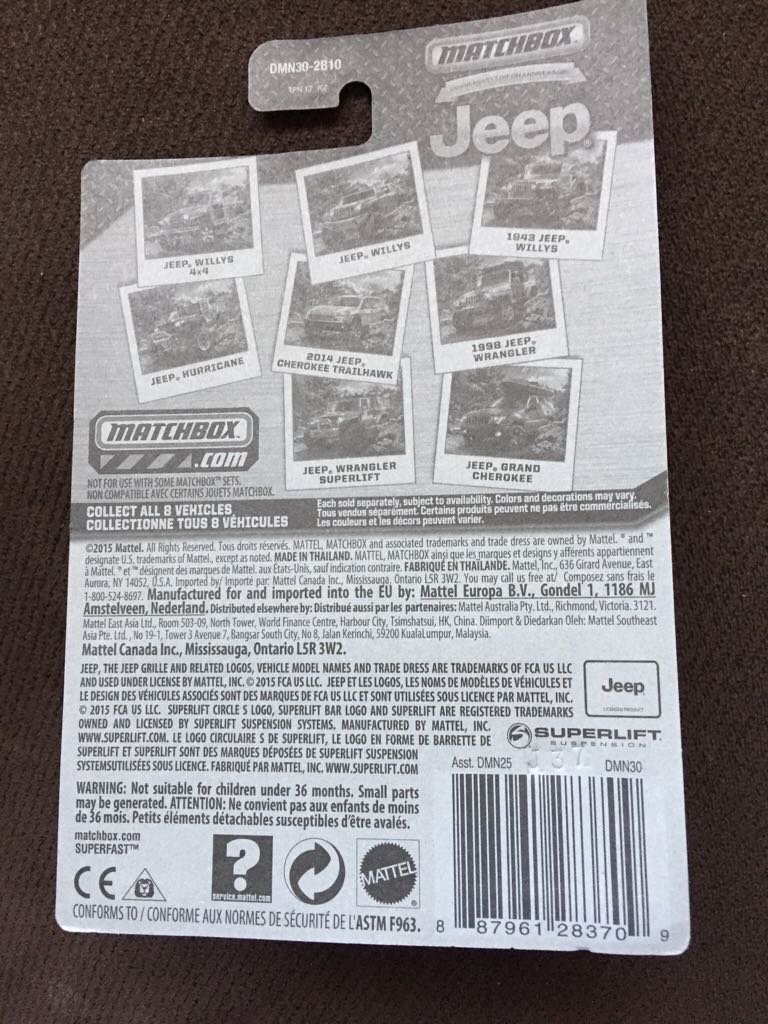 DMN30-2B10
TPN 17 K7
MATCHBOX
Jeep®
JEEP® WILLYS
4x4
JEEP® WILLYS
1943 JEEP®
WILLYS
JEEP® HURRICANE
2014 JEEP®
CHEROKEE TRAILHAWK
1998 JEEP®
WRANGLER
JEEP® WRANGLER
SUPERLIFT
JEEP® GRAND
CHEROKEE
MATCHBOX
.COM
NOT FOR USE WITH SOME MATCHBOX™ SETS.
NON COMPATIBLE AVEC CERTAINS JOUETS MATCHBOX.
COLLECT ALL 8 VEHICLES
COLLECTIONNE TOUS 8 VÉHICULES
Each sold separately, subject to availability. Colors and decorations may vary.
Tous vendus séparément. Certains produits peuvent ne pas être commercialisés.
Les couleurs et les décors peuvent varier.
©2015 Mattel. All Rights Reserved. Tous droits réservés. MATTEL, MATCHBOX and associated trademarks and trade dress are owned by Mattel. ® and ™
designate U.S. trademarks of Mattel, except as noted. MADE IN THAILAND. MATTEL, MATCHBOX ainsi que les marques et designs y afférents appartiennent
à Mattel. ® et ™ désignent des marques de Mattel. aux États-Unis, sauf indication contraire. FABRIQUÉ EN THAÏLANDE. Mattel, Inc., 636 Girard Avenue, East
Aurora, NY 14052, U.S.A. Imported by/ Importé par: Mattel Canada Inc., Mississauga, Ontario L5R 3W2. You may call us free at/ Composez sans frais le
1-800-524-8697. Manufactured for and imported into the EU by: Mattel Europa B.V., Gondel 1, 1186 MJ
Amstelveen, Nederland. Distributed elsewhere by: Distribué aussi par les partenaires: Mattel Australia Pty. Ltd., Richmond, Victoria. 3121.
Mattel East Asia Ltd., Room 503-09, North Tower, World Finance Centre, Harbour City, Tsimshatsui, HK, China. Diimport & Diedarkan Oleh: Mattel Southeast
Asia Pte. Ltd., No 19-1, Tower 3 Avenue 7, Bangsar South City, No 8, Jalan Kerinchi, 59200 KualaLumpur, Malaysia.
Mattel Canada Inc., Mississauga, Ontario L5R 3W2.
JEEP, THE JEEP GRILLE AND RELATED LOGOS, VEHICLE MODEL NAMES AND TRADE DRESS ARE TRADEMARKS OF FCA US LLC
AND USED UNDER LICENSE BY MATTEL, INC. © 2015 FCA US LLC. JEEP ET LES LOGOS, LES NOMS DE MODÈLES DE VÉHICULES ET
LE DESIGN DES VÉHICULES ASSOCIÉS SONT DES MARQUES DE FCA US LLC ET SONT UTILISÉES SOUS LICENCE PAR MATTEL, INC.
© 2015 FCA US LLC. SUPERLIFT CIRCLE S LOGO, SUPERLIFT BAR LOGO AND SUPERLIFT ARE REGISTERED TRADEMARKS
OWNED AND LICENSED BY SUPERLIFT SUSPENSION SYSTEMS. MANUFACTURED BY MATTEL, INC.
WWW.SUPERLIFT.COM. LE LOGO CIRCULAIRE S DE SUPERLIFT, LE LOGO EN FORME DE BARRETTE DE
SUPERLIFT ET SUPERLIFT SONT DES MARQUES DÉPOSÉES DE SUPERLIFT SUSPENSION
SYSTEMSUTILISÉES SOUS LICENCE. FABRIQUÉ PAR MATTEL, INC. WWW.SUPERLIFT.COM
Jeep
LICENSED PRODUCT
SUPERLIFT
SUSPENSION
Asst. DMN25
DMN30
WARNING: Not suitable for children under 36 months. Small parts
may be generated. ATTENTION: Ne convient pas aux enfants de moins
de 36 mois. Petits éléments détachables susceptibles d'être avalés.
matchbox.com
SUPERFAST™
CE
?
service.mattel.com
MATTEL
®
CONFORMS TO / CONFORME AUX NORMES DE SÉCURITÉ DE L'ASTM F963.
8 87961 28370 9